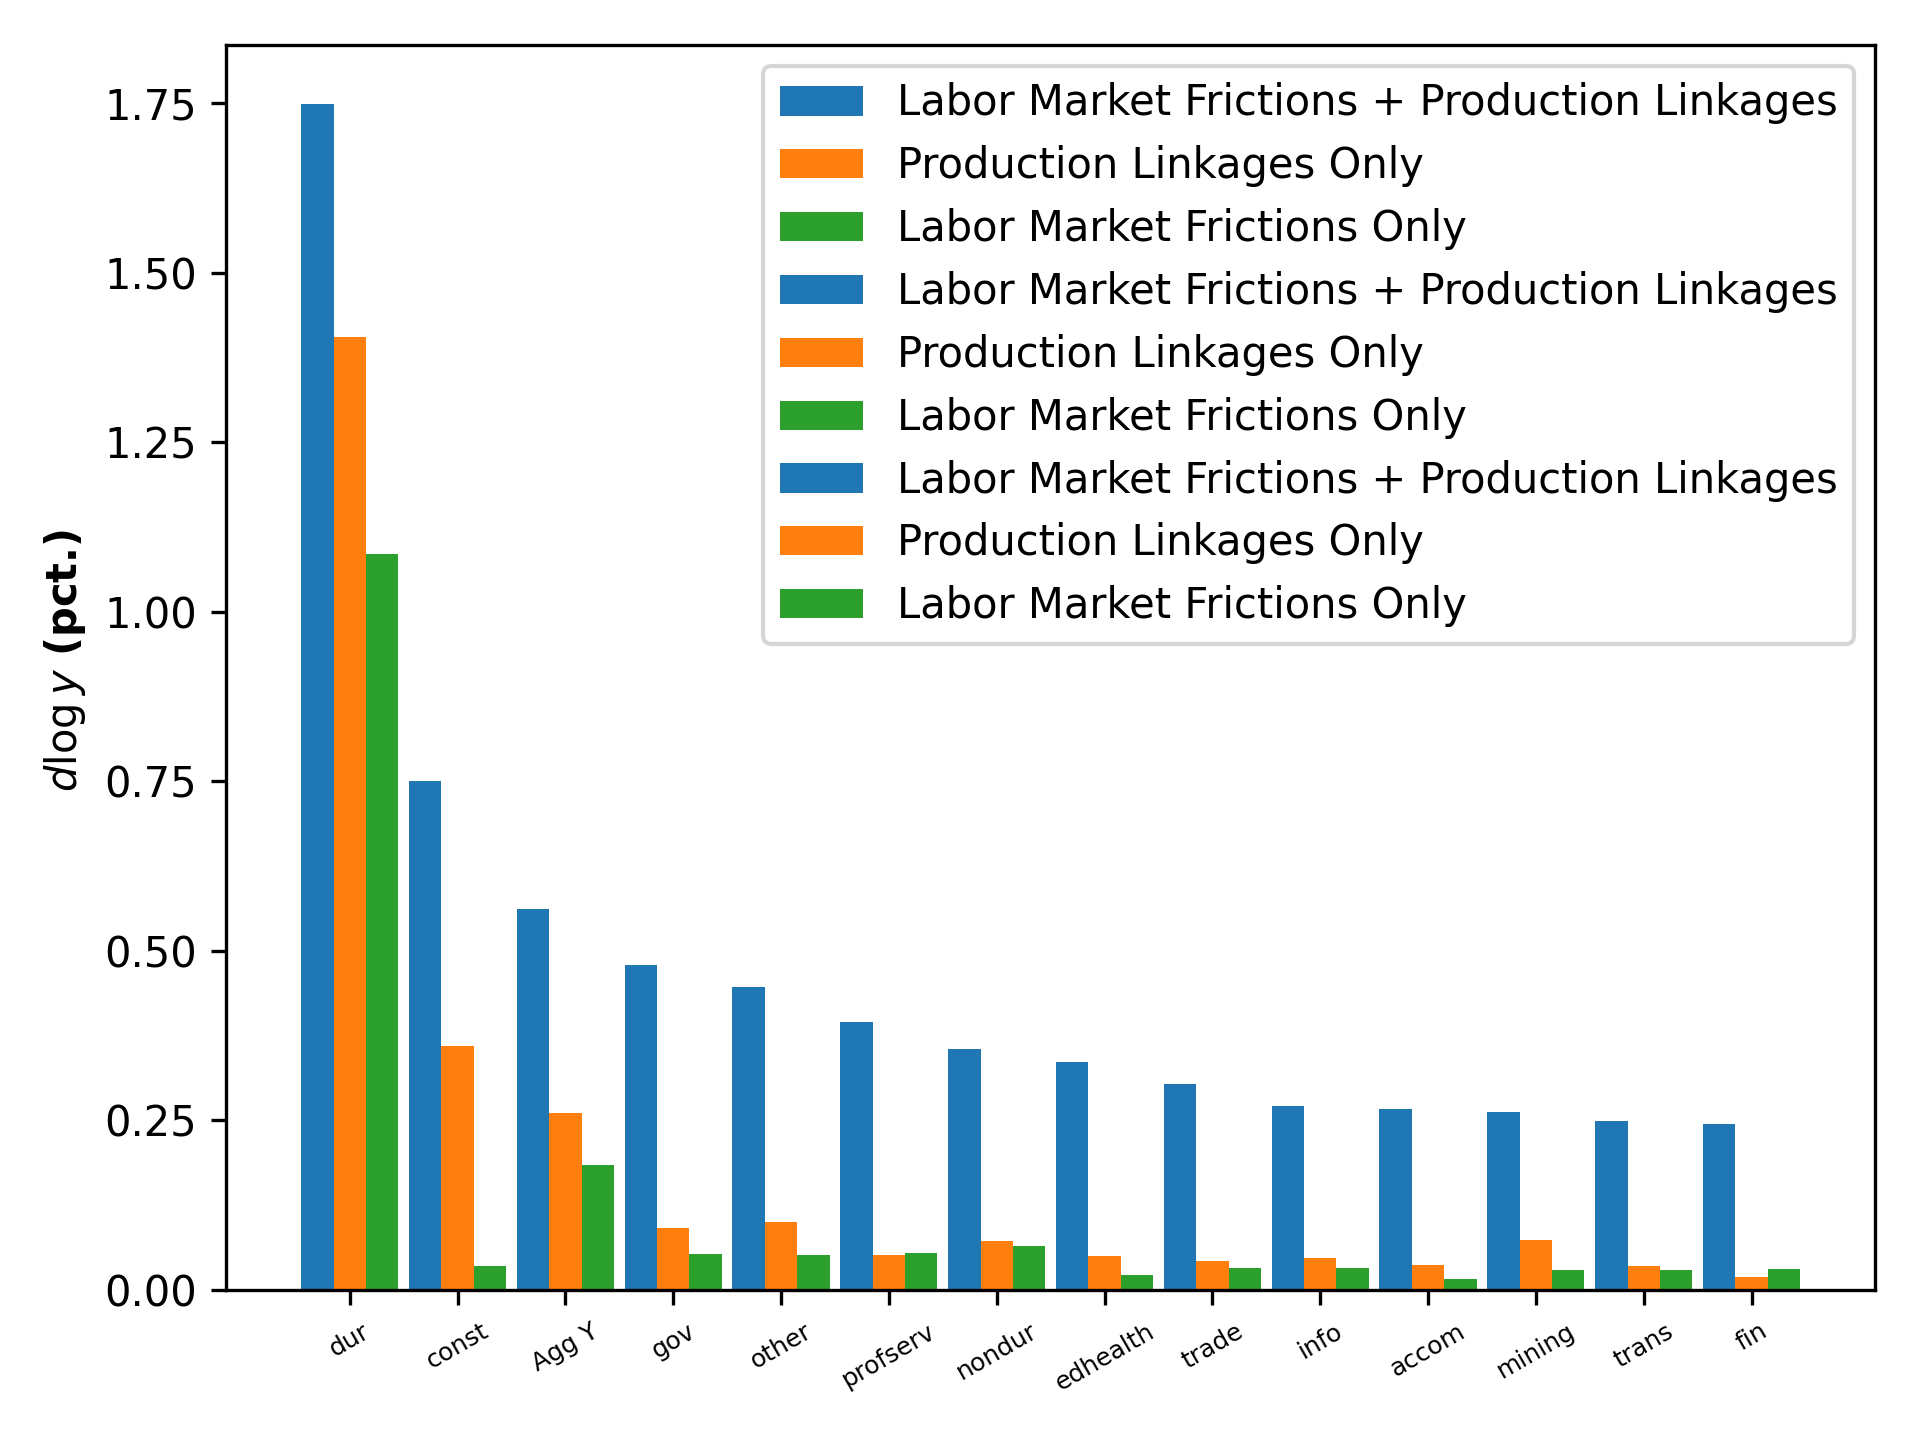 1.75
1.50
1.25
1.00
0.75
0.50
0.25
0.00
dlog y (pct.)
Labor Market Frictions + Production Linkages
Production Linkages Only
Labor Market Frictions Only
Labor Market Frictions + Production Linkages
Production Linkages Only
Labor Market Frictions Only
Labor Market Frictions + Production Linkages
Production Linkages Only
Labor Market Frictions Only
dur
const
Agg Y
gov
other
profserv
nondur
edhealth
trade
info
accom
mining
trans
fin